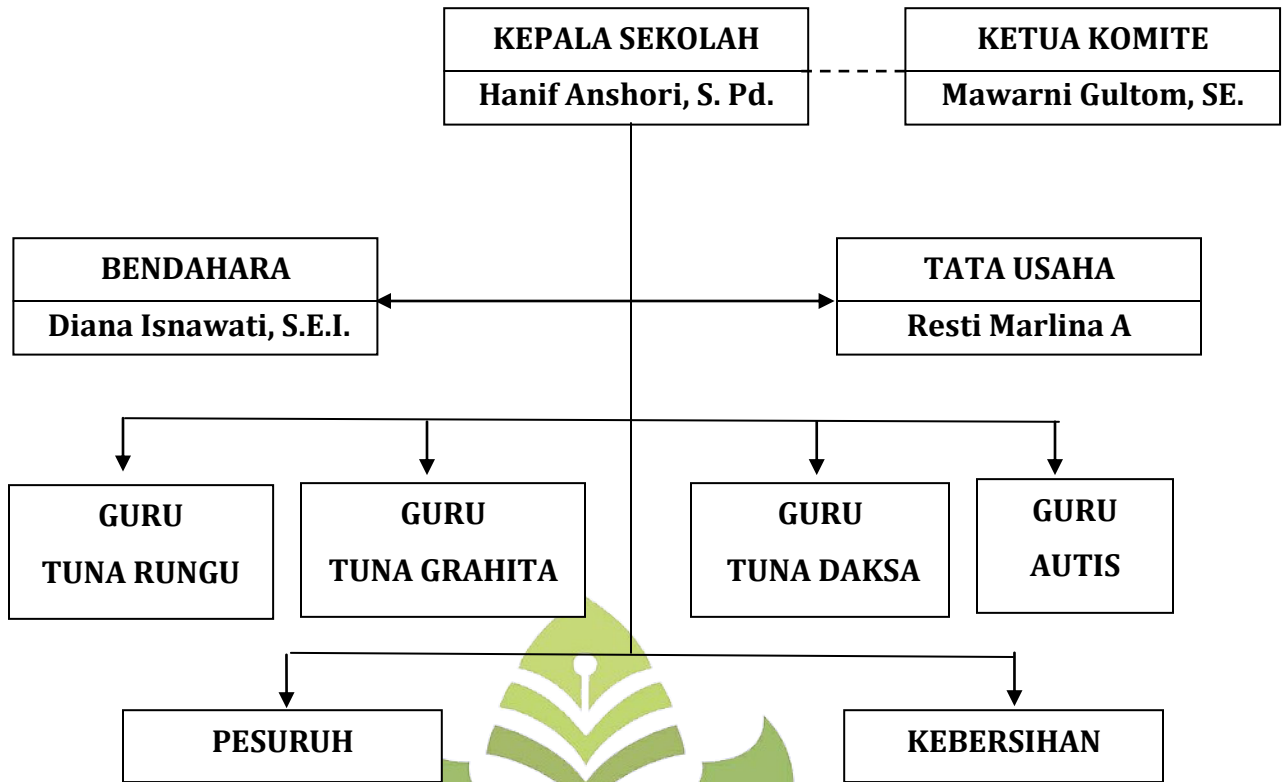 KEPALA SEKOLAH
Hanif Anshori, S. Pd.
KETUA KOMITE
Mawarni Gultom, SE.
BENDAHARA
Diana Isnawati, S.E.I.
TATA USAHA
Resti Marlina A
GURU
TUNA RUNGU
GURU
TUNA GRAHITA
GURU
TUNA DAKSA
GURU
AUTIS
PESURUH
KEBERSIHAN